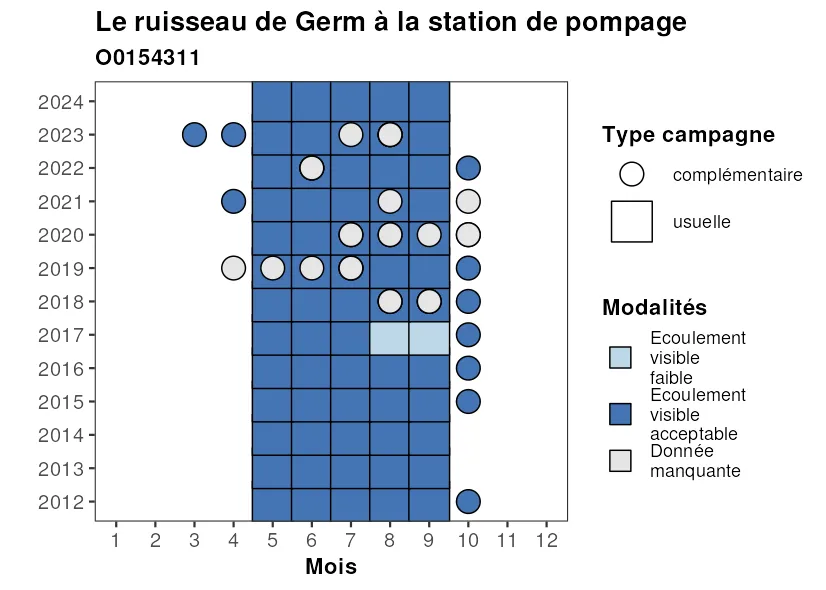 Le ruisseau de Germ à la station de pompage
O0154311
2024
2023
2022
2021
2020
2019
2018
2017
2016
2015
2014
2013
2012
1 2 3 4 5 6 7 8 9 10 11 12
Mois
Type campagne
complémentaire
usuelle
Modalités
Ecoulement
visible
faible
Ecoulement
visible
acceptable
Donnée
manquante